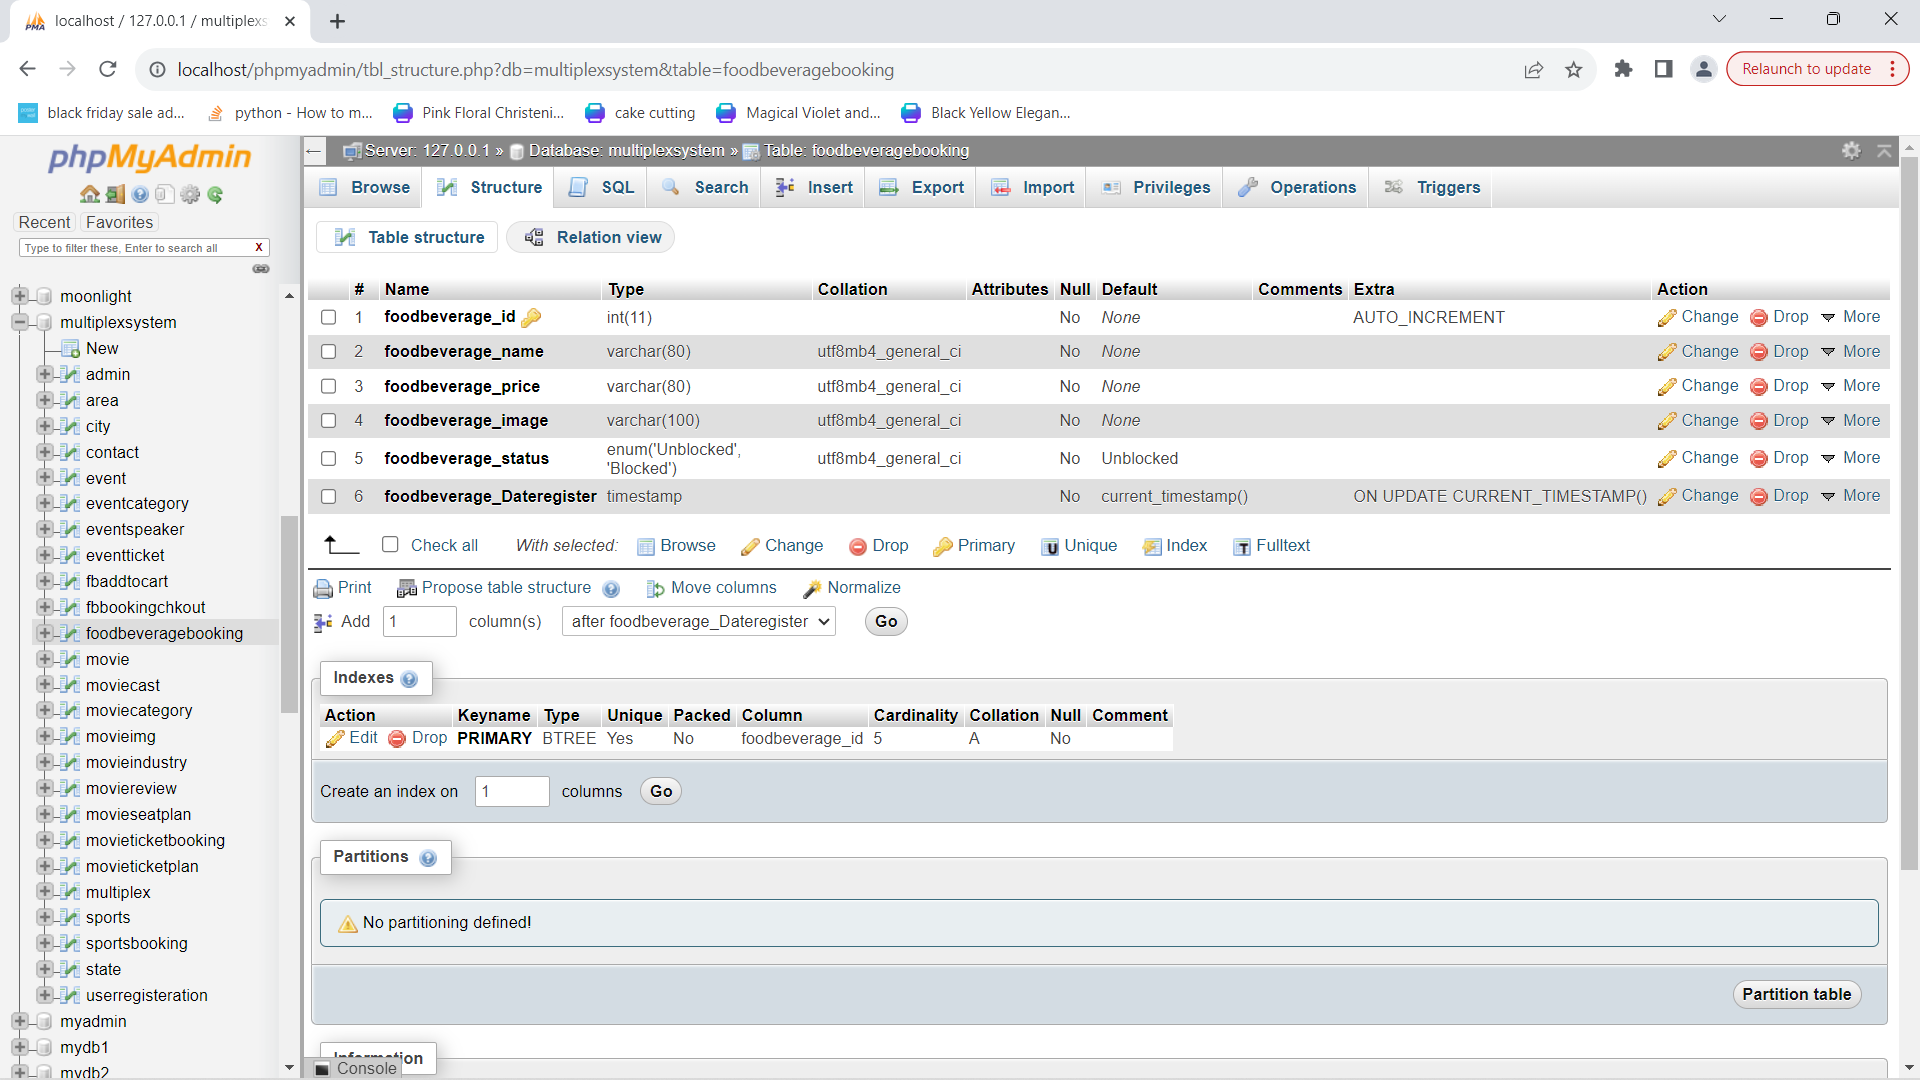 localhost / 127.0.0.1 / multiplexs
localhost/phpmyadmin/tbl_structure.php?db=multiplexsystem&table=foodbeveragebooking
Relaunch to update
black friday sale ad...
python - How to m...
Pink Floral Christeni...
cake cutting
Magical Violet and...
Black Yellow Elegan...
phpMyAdmin
Recent Favorites
Type to filter these, Enter to search all X
moonlight
multiplexsystem
New
admin
area
city
contact
event
eventcategory
eventspeaker
eventticket
fbaddtocart
fbbookingchkout
foodbeveragebooking
movie
moviecast
moviecategory
movieimg
movieindustry
moviereview
movieseatplan
movieticketbooking
movieticketplan
multiplex
sports
sportsbooking
state
userregisteration
myadmin
mydb1
mydb2
Server: 127.0.0.1 » Database: multiplexsystem » Table: foodbeveragebooking
Browse Structure SQL Search Insert Export Import Privileges Operations Triggers
Table structure Relation view
# Name Type Collation Attributes Null Default Comments Extra Action
1 foodbeverage_id int(11) No None AUTO_INCREMENT Change Drop More
2 foodbeverage_name varchar(80) utf8mb4_general_ci No None Change Drop More
3 foodbeverage_price varchar(80) utf8mb4_general_ci No None Change Drop More
4 foodbeverage_image varchar(100) utf8mb4_general_ci No None Change Drop More
5 foodbeverage_status enum('Unblocked', 'Blocked') utf8mb4_general_ci No Unblocked Change Drop More
6 foodbeverage_Dateregister timestamp No current_timestamp() ON UPDATE CURRENT_TIMESTAMP() Change Drop More
Check all With selected: Browse Change Drop Primary Unique Index Fulltext
Print Propose table structure Move columns Normalize
Add 1 column(s) after foodbeverage_Dateregister Go
Indexes
Action Keyname Type Unique Packed Column Cardinality Collation Null Comment
Edit Drop PRIMARY BTREE Yes No foodbeverage_id 5 A No
Create an index on 1 columns Go
Partitions
No partitioning defined!
Partition table
Information
Console